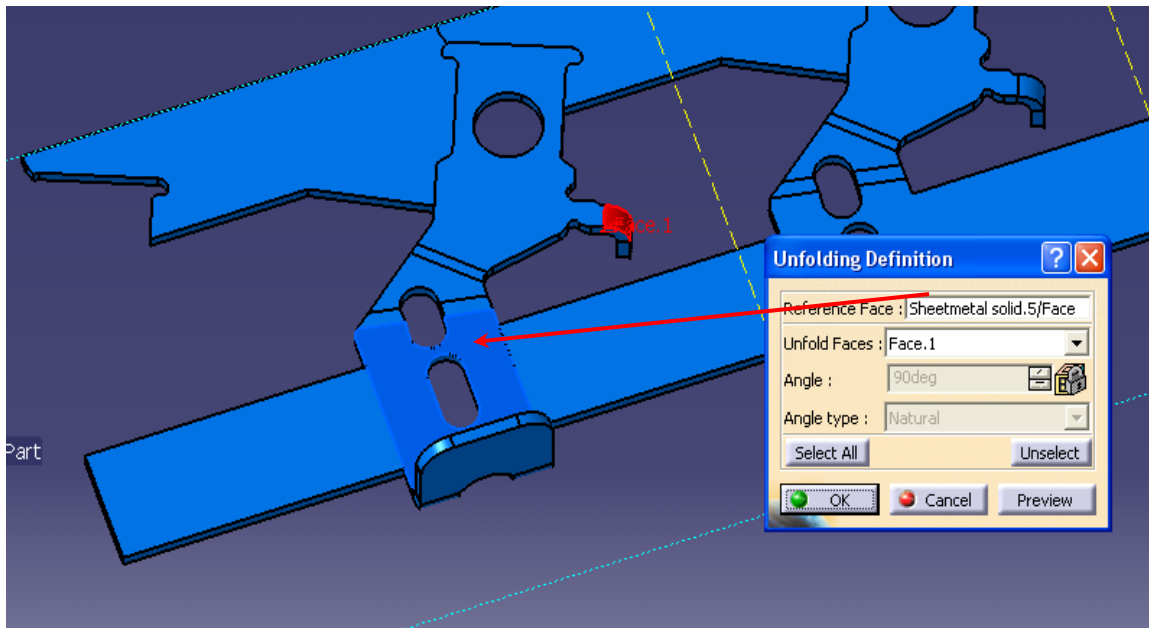 Face.1
Unfolding Definition
Reference Face : Sheetmetal solid.5/Face
Unfold Faces : Face.1
Angle : 90deg
Angle type : Natural
Select All Unselect
OK Cancel Preview
Part